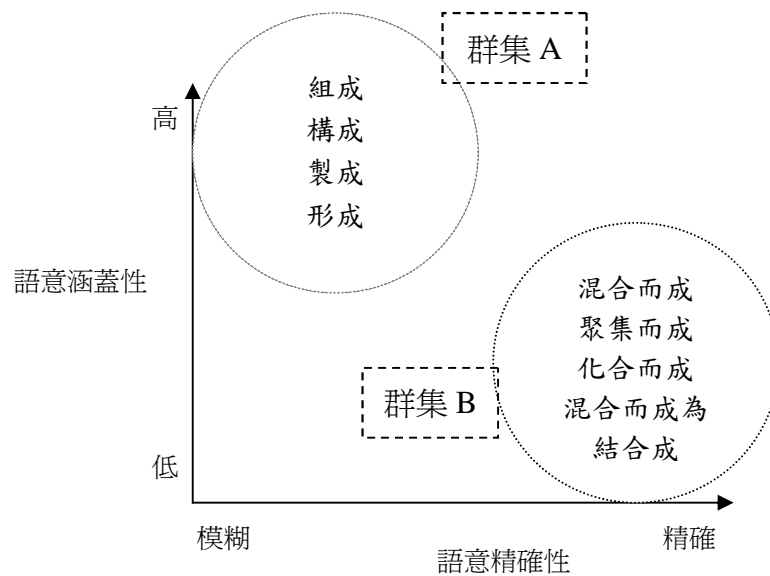 群集 A
組成
構成
製成
形成
高
語意涵蓋性
混合而成
聚集而成
化合而成
混合而成為
結合成
群集 B
低
模糊
精確
語意精確性